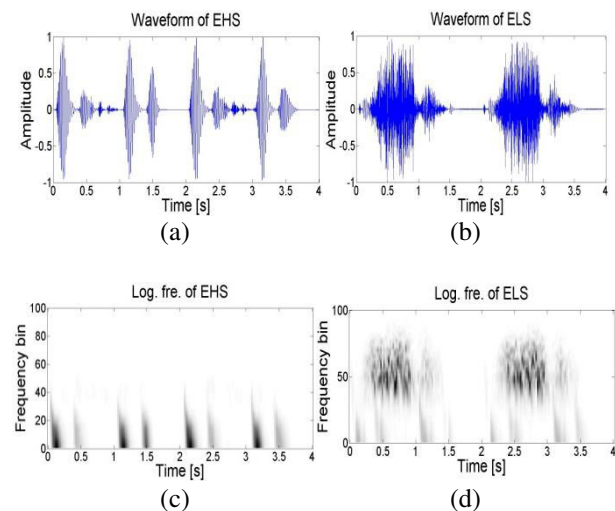 Waveform of EHS
Amplitude
1
0.5
0
-0.5
-1
0 0.5 1 1.5 2 2.5 3 3.5 4
Time [s]
(a)
Waveform of ELS
Amplitude
1
0.5
0
-0.5
-1
0 0.5 1 1.5 2 2.5 3 3.5 4
Time [s]
(b)
Log. fre. of EHS
Frequency bin
100
80
60
40
20
0
0 0.5 1 1.5 2 2.5 3 3.5 4
Time [s]
(c)
Log. fre. of ELS
Frequency bin
100
50
0
0 0.5 1 1.5 2 2.5 3 3.5 4
Time [s]
(d)